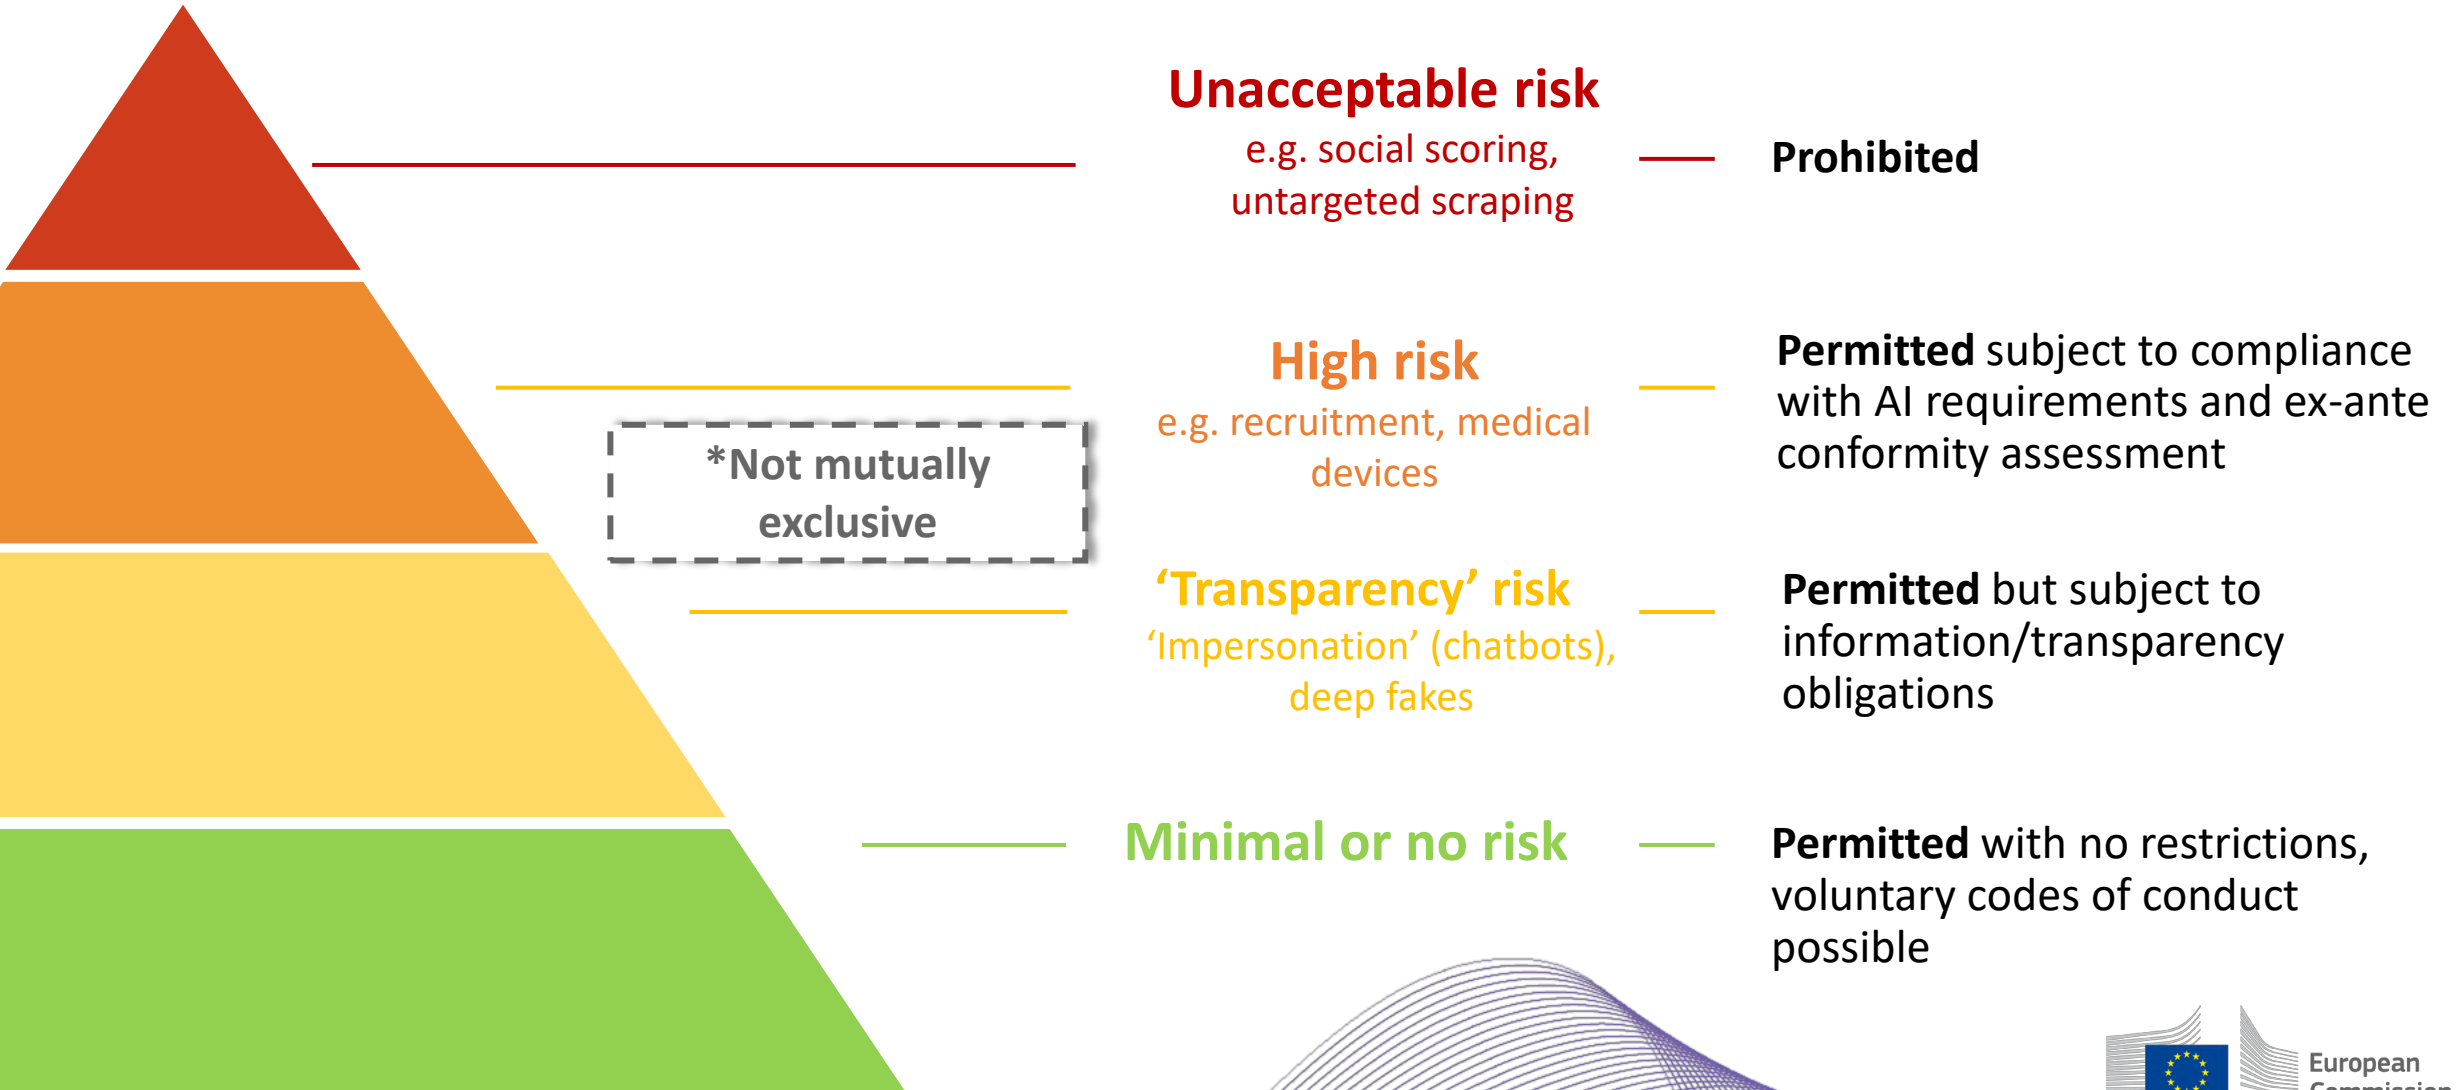 Unacceptable risk
e.g. social scoring,
untargeted scraping
Prohibited
High risk
e.g. recruitment, medical
devices
Permitted subject to compliance
with AI requirements and ex-ante
conformity assessment
*Not mutually
exclusive
‘Transparency’ risk
‘Impersonation’ (chatbots),
deep fakes
Permitted but subject to
information/transparency
obligations
Minimal or no risk
Permitted with no restrictions,
voluntary codes of conduct
possible
European
Commission